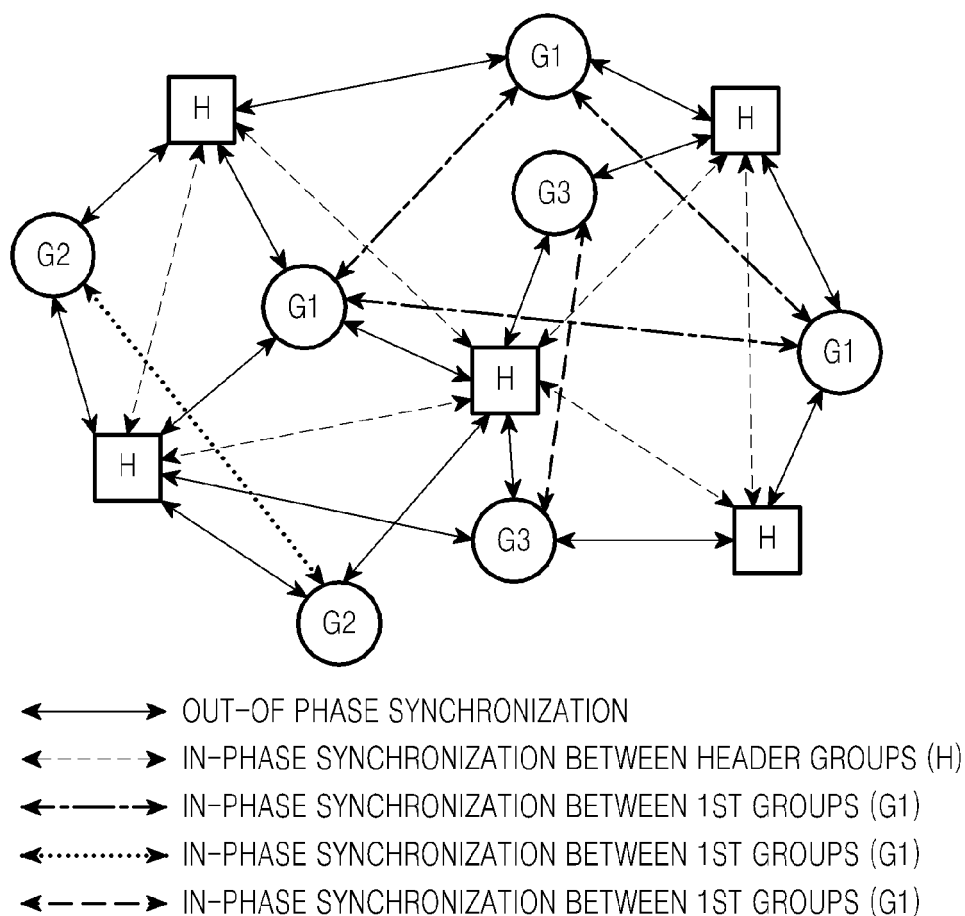 G1
H
H
G3
G2
G1
G1
H
H
G3
H
G2
OUT-OF PHASE SYNCHRONIZATION
IN-PHASE SYNCHRONIZATION BETWEEN HEADER GROUPS (H)
IN-PHASE SYNCHRONIZATION BETWEEN 1ST GROUPS (G1)
IN-PHASE SYNCHRONIZATION BETWEEN 1ST GROUPS (G1)
IN-PHASE SYNCHRONIZATION BETWEEN 1ST GROUPS (G1)